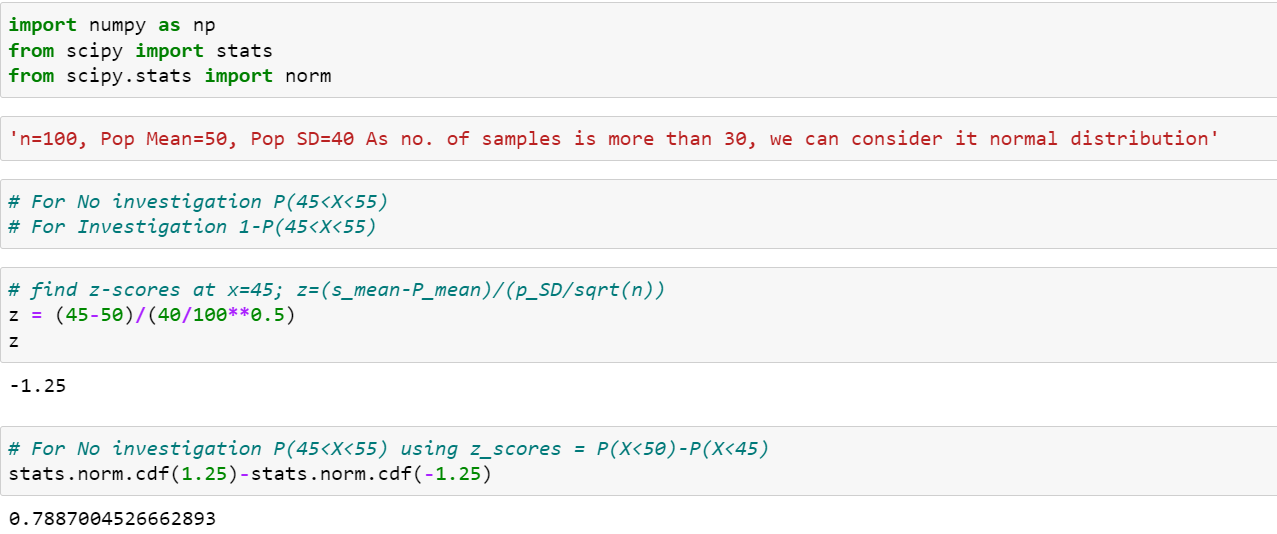 import numpy as np
from scipy import stats
from scipy.stats import norm
'n=100, Pop Mean=50, Pop SD=40 As no. of samples is more than 30, we can consider it normal distribution'
# For No investigation P(45<X<55)
# For Investigation 1-P(45<X<55)
# find z-scores at x=45; z=(s_mean-P_mean)/(p_SD/sqrt(n))
z = (45-50)/(40/100**0.5)
z
-1.25
# For No investigation P(45<X<55) using z_scores = P(X<50)-P(X<45)
stats.norm.cdf(1.25)-stats.norm.cdf(-1.25)
0.7887004526662893